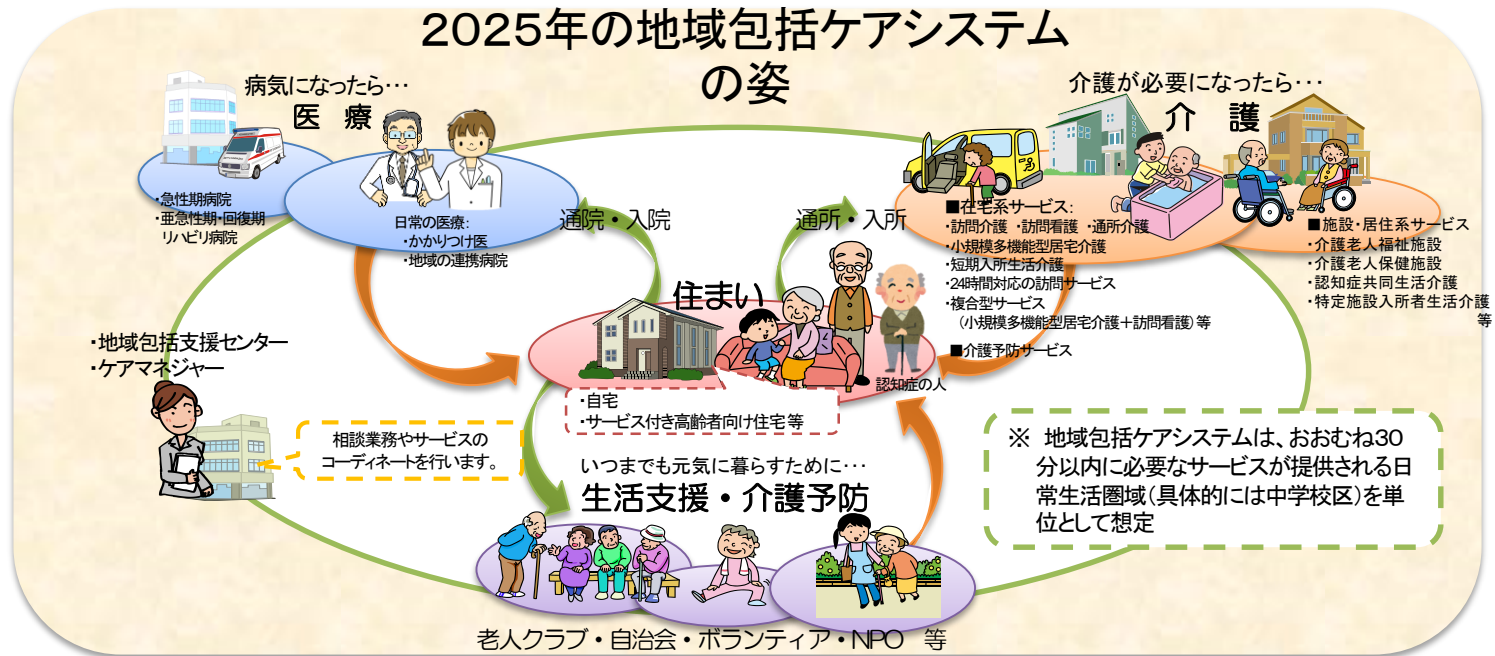 2025年の地域包括ケアシステム
の姿
病気になったら…
医 療
・急性期病院
・亜急性期・回復期
リハビリ病院
日常の医療:
・かかりつけ医
・地域の連携病院
通院・入院
通所・入所
介護が必要になったら…
介 護
■在宅系サービス:
・訪問介護 ・訪問看護 ・通所介護
・小規模多機能型居宅介護
・短期入所生活介護
・24時間対応の訪問サービス
・複合型サービス
(小規模多機能型居宅介護+訪問看護)等
■介護予防サービス
■施設・居住系サービス
・介護老人福祉施設
・介護老人保健施設
・認知症共同生活介護
・特定施設入所者生活介護
等
住まい
認知症の人
・自宅
・サービス付き高齢者向け住宅等
・地域包括支援センター
・ケアマネジャー
相談業務やサービスの
コーディネートを行います。
いつまでも元気に暮らすために…
生活支援・介護予防
老人クラブ・自治会・ボランティア・NPO 等
※ 地域包括ケアシステムは、おおむね30
分以内に必要なサービスが提供される日
常生活圏域(具体的には中学校区)を単
位として想定